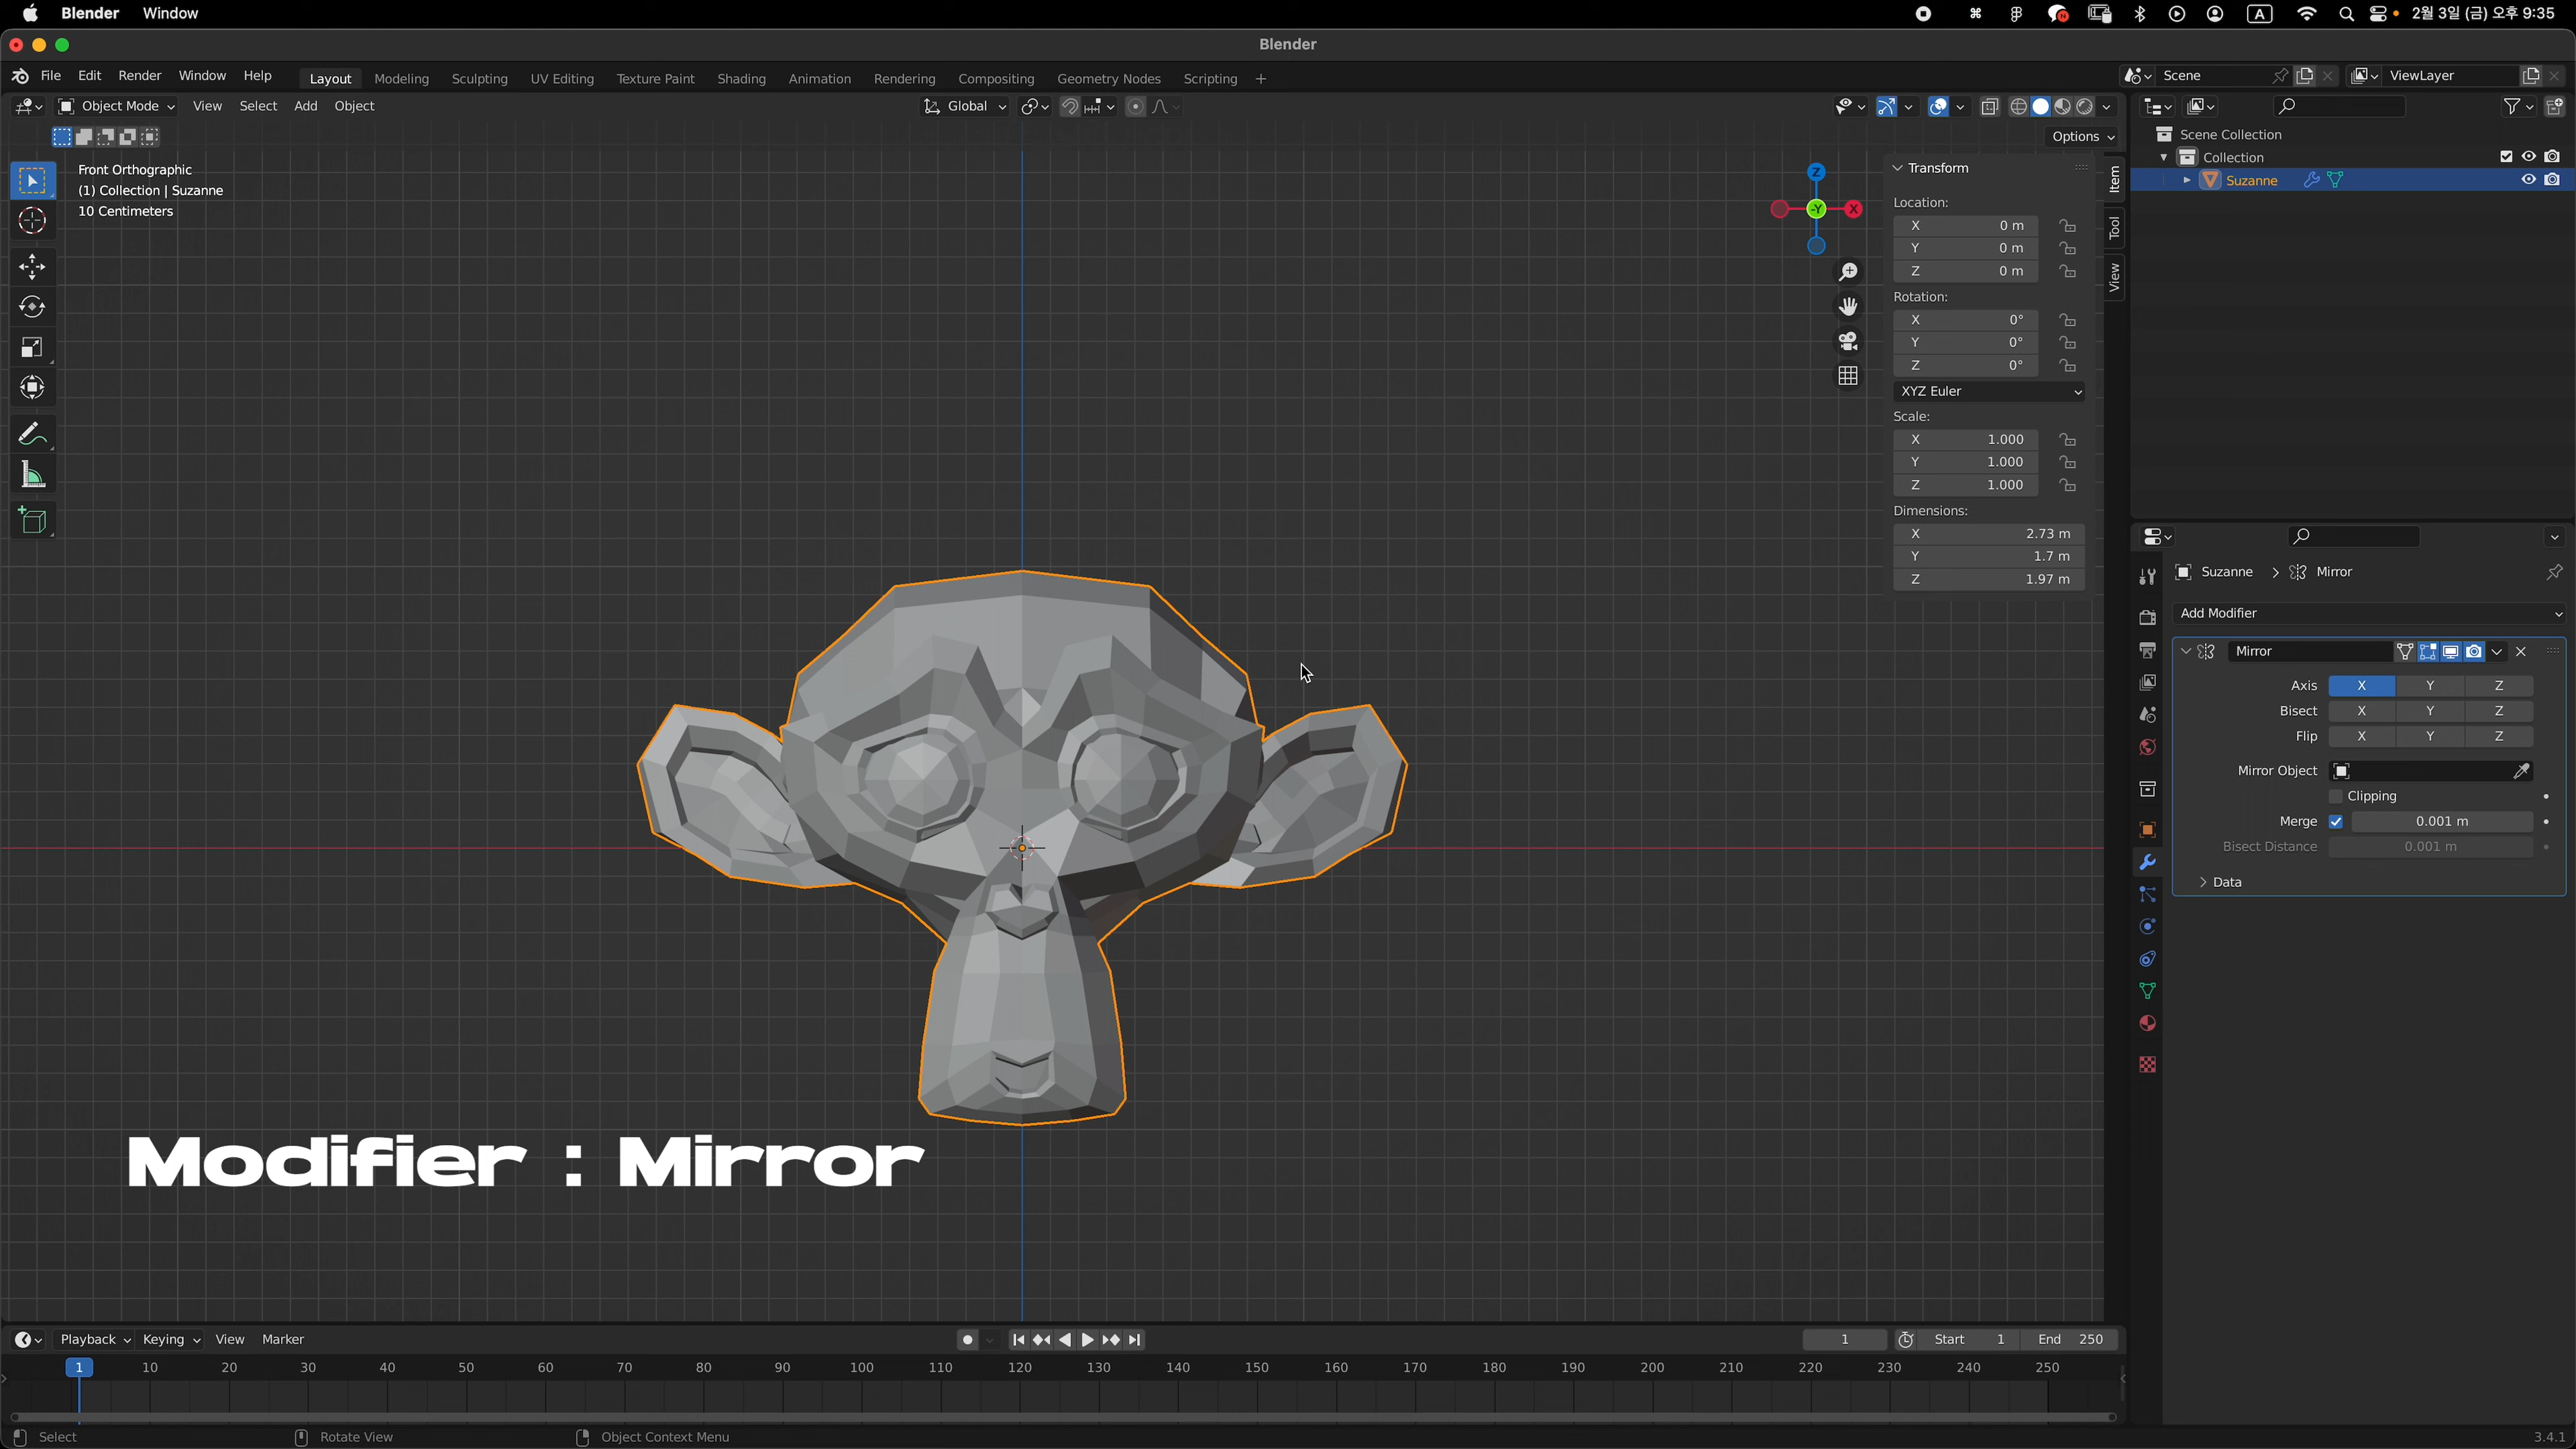 Blender Window A 2월 3일 (금) 오후 9:35
Blender
File Edit Render Window Help Layout Modeling Sculpting UV Editing Texture Paint Shading Animation Rendering Compositing Geometry Nodes Scripting + Scene ViewLayer
Object Mode View Select Add Object Global
Options
Front Orthographic
(1) Collection | Suzanne
10 Centimeters
Z
-Y
X
Transform
Location:
X 0 m
Y 0 m
Z 0 m
Rotation:
X 0°
Y 0°
Z 0°
XYZ Euler
Scale:
X 1.000
Y 1.000
Z 1.000
Dimensions:
X 2.73 m
Y 1.7 m
Z 1.97 m
Item
Tool
View
Scene Collection
Collection
Suzanne
Suzanne > Mirror
Add Modifier
Mirror
Axis X Y Z
Bisect X Y Z
Flip X Y Z
Mirror Object
Clipping
Merge 0.001 m
Bisect Distance 0.001 m
Data
Modifier : Mirror
Playback Keying View Marker 1 Start 1 End 250
1 10 20 30 40 50 60 70 80 90 100 110 120 130 140 150 160 170 180 190 200 210 220 230 240 250
Select Rotate View Object Context Menu 3.4.1